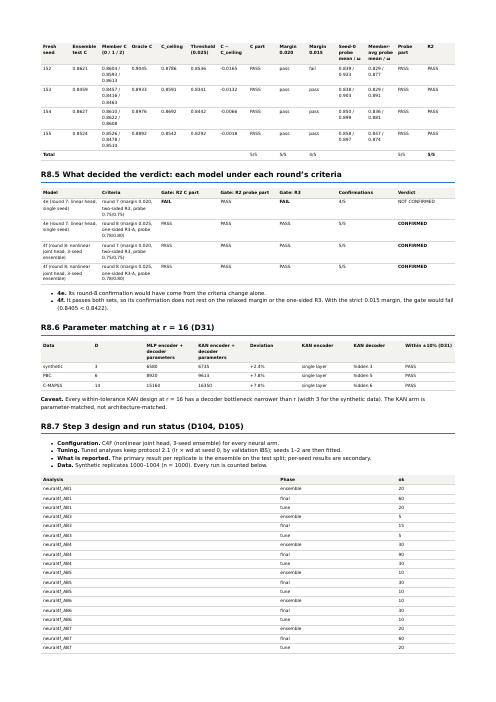 Fresh seed | Ensemble test C | Member C (0 / 1 / 2) | Oracle C | C_ceiling | Threshold (0.025) | C − C_ceiling | C part | Margin 0.020 | Margin 0.015 | Seed-0 probe mean / ω | Member-avg probe mean / ω | Probe part | R2
152 | 0.8621 | 0.8604 / 0.8593 / 0.8613 | 0.9045 | 0.8786 | 0.8536 | -0.0165 | PASS | pass | fail | 0.839 / 0.923 | 0.829 / 0.877 | PASS | PASS
153 | 0.8459 | 0.8457 / 0.8416 / 0.8463 | 0.8933 | 0.8591 | 0.8341 | -0.0132 | PASS | pass | pass | 0.838 / 0.903 | 0.829 / 0.891 | PASS | PASS
154 | 0.8627 | 0.8610 / 0.8622 / 0.8608 | 0.8976 | 0.8692 | 0.8442 | -0.0066 | PASS | pass | pass | 0.850 / 0.899 | 0.836 / 0.881 | PASS | PASS
155 | 0.8524 | 0.8526 / 0.8478 / 0.8510 | 0.8892 | 0.8542 | 0.8292 | -0.0018 | PASS | pass | pass | 0.858 / 0.897 | 0.847 / 0.874 | PASS | PASS
Total | 5/5 | 5/5 | 3/5 | 5/5 | 5/5
R8.5 What decided the verdict: each model under each round's criteria
Model | Criteria | Gate: R2 C part | Gate: R2 probe part | Gate: R3 | Confirmations | Verdict
4e (round 7: linear head, single seed) | round 7 (margin 0.020, two-sided R3, probe 0.75/0.75) | FAIL | PASS | FAIL | 4/5 | NOT CONFIRMED
4e (round 7: linear head, single seed) | round 8 (margin 0.025, one-sided R3-A, probe 0.78/0.80) | PASS | PASS | PASS | 5/5 | CONFIRMED
4f (round 8: nonlinear joint head, 3-seed ensemble) | round 7 (margin 0.020, two-sided R3, probe 0.75/0.75) | PASS | PASS | PASS | 5/5 | CONFIRMED
4f (round 8: nonlinear joint head, 3-seed ensemble) | round 8 (margin 0.025, one-sided R3-A, probe 0.78/0.80) | PASS | PASS | PASS | 5/5 | CONFIRMED
• 4e. Its round-8 confirmation would have come from the criteria change alone.
• 4f. It passes both sets, so its confirmation does not rest on the relaxed margin or the one-sided R3. With the strict 0.015 margin, the gate would fail (0.8405 < 0.8422).
R8.6 Parameter matching at r = 16 (D31)
Data | D | MLP encoder + decoder parameters | KAN encoder + decoder parameters | Deviation | KAN encoder | KAN decoder | Within ±10% (D31)
synthetic | 3 | 6580 | 6735 | +2.4% | single layer | hidden 3 | PASS
PBC | 6 | 8920 | 9613 | +7.8% | single layer | hidden 5 | PASS
C-MAPSS | 14 | 15160 | 16350 | +7.8% | single layer | hidden 6 | PASS
Caveat. Every within-tolerance KAN design at r = 16 has a decoder bottleneck narrower than r (width 3 for the synthetic data). The KAN arm is parameter-matched, not architecture-matched.
R8.7 Step 3 design and run status (D104, D105)
• Configuration. C4F (nonlinear joint head, 3-seed ensemble) for every neural arm.
• Tuning. Tuned analyses keep protocol 2.1 (lr × wd at seed 0, by validation IBS); seeds 1–2 are then fitted.
• What is reported. The primary result per replicate is the ensemble on the test split; per-seed results are secondary.
• Data. Synthetic replicates 1000–1004 (n = 1000). Every run is counted below.
Analysis | Phase | ok
neural4f_AB1 | ensemble | 20
neural4f_AB1 | final | 60
neural4f_AB1 | tune | 20
neural4f_AB3 | ensemble | 5
neural4f_AB3 | final | 15
neural4f_AB3 | tune | 5
neural4f_AB4 | ensemble | 30
neural4f_AB4 | final | 90
neural4f_AB4 | tune | 30
neural4f_AB5 | ensemble | 10
neural4f_AB5 | final | 30
neural4f_AB5 | tune | 10
neural4f_AB6 | ensemble | 10
neural4f_AB6 | final | 30
neural4f_AB6 | tune | 10
neural4f_AB7 | ensemble | 20
neural4f_AB7 | final | 60
neural4f_AB7 | tune | 20